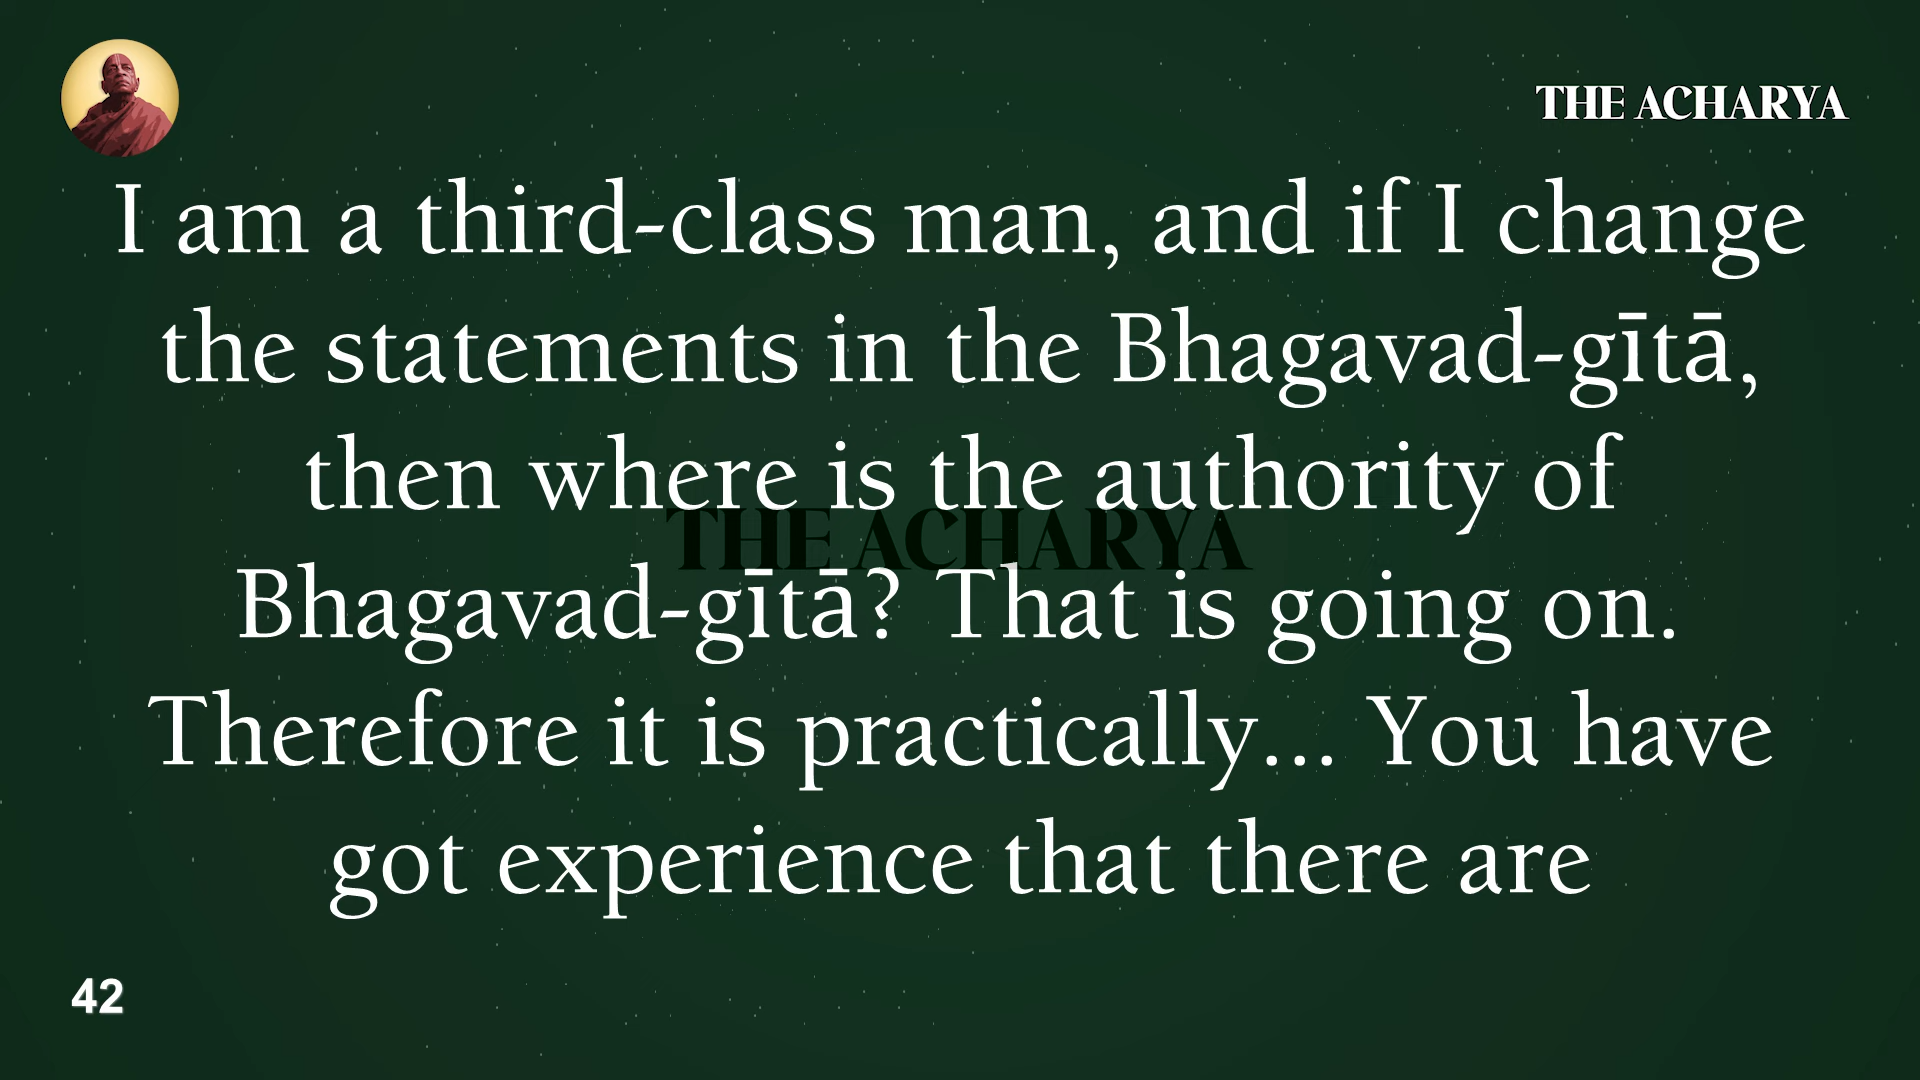 THE ACHARYA
I am a third-class man, and if I change
the statements in the Bhagavad-gītā,
then where is the authority of
THE ACHARYA
Bhagavad-gītā? That is going on.
Therefore it is practically... You have
got experience that there are
42